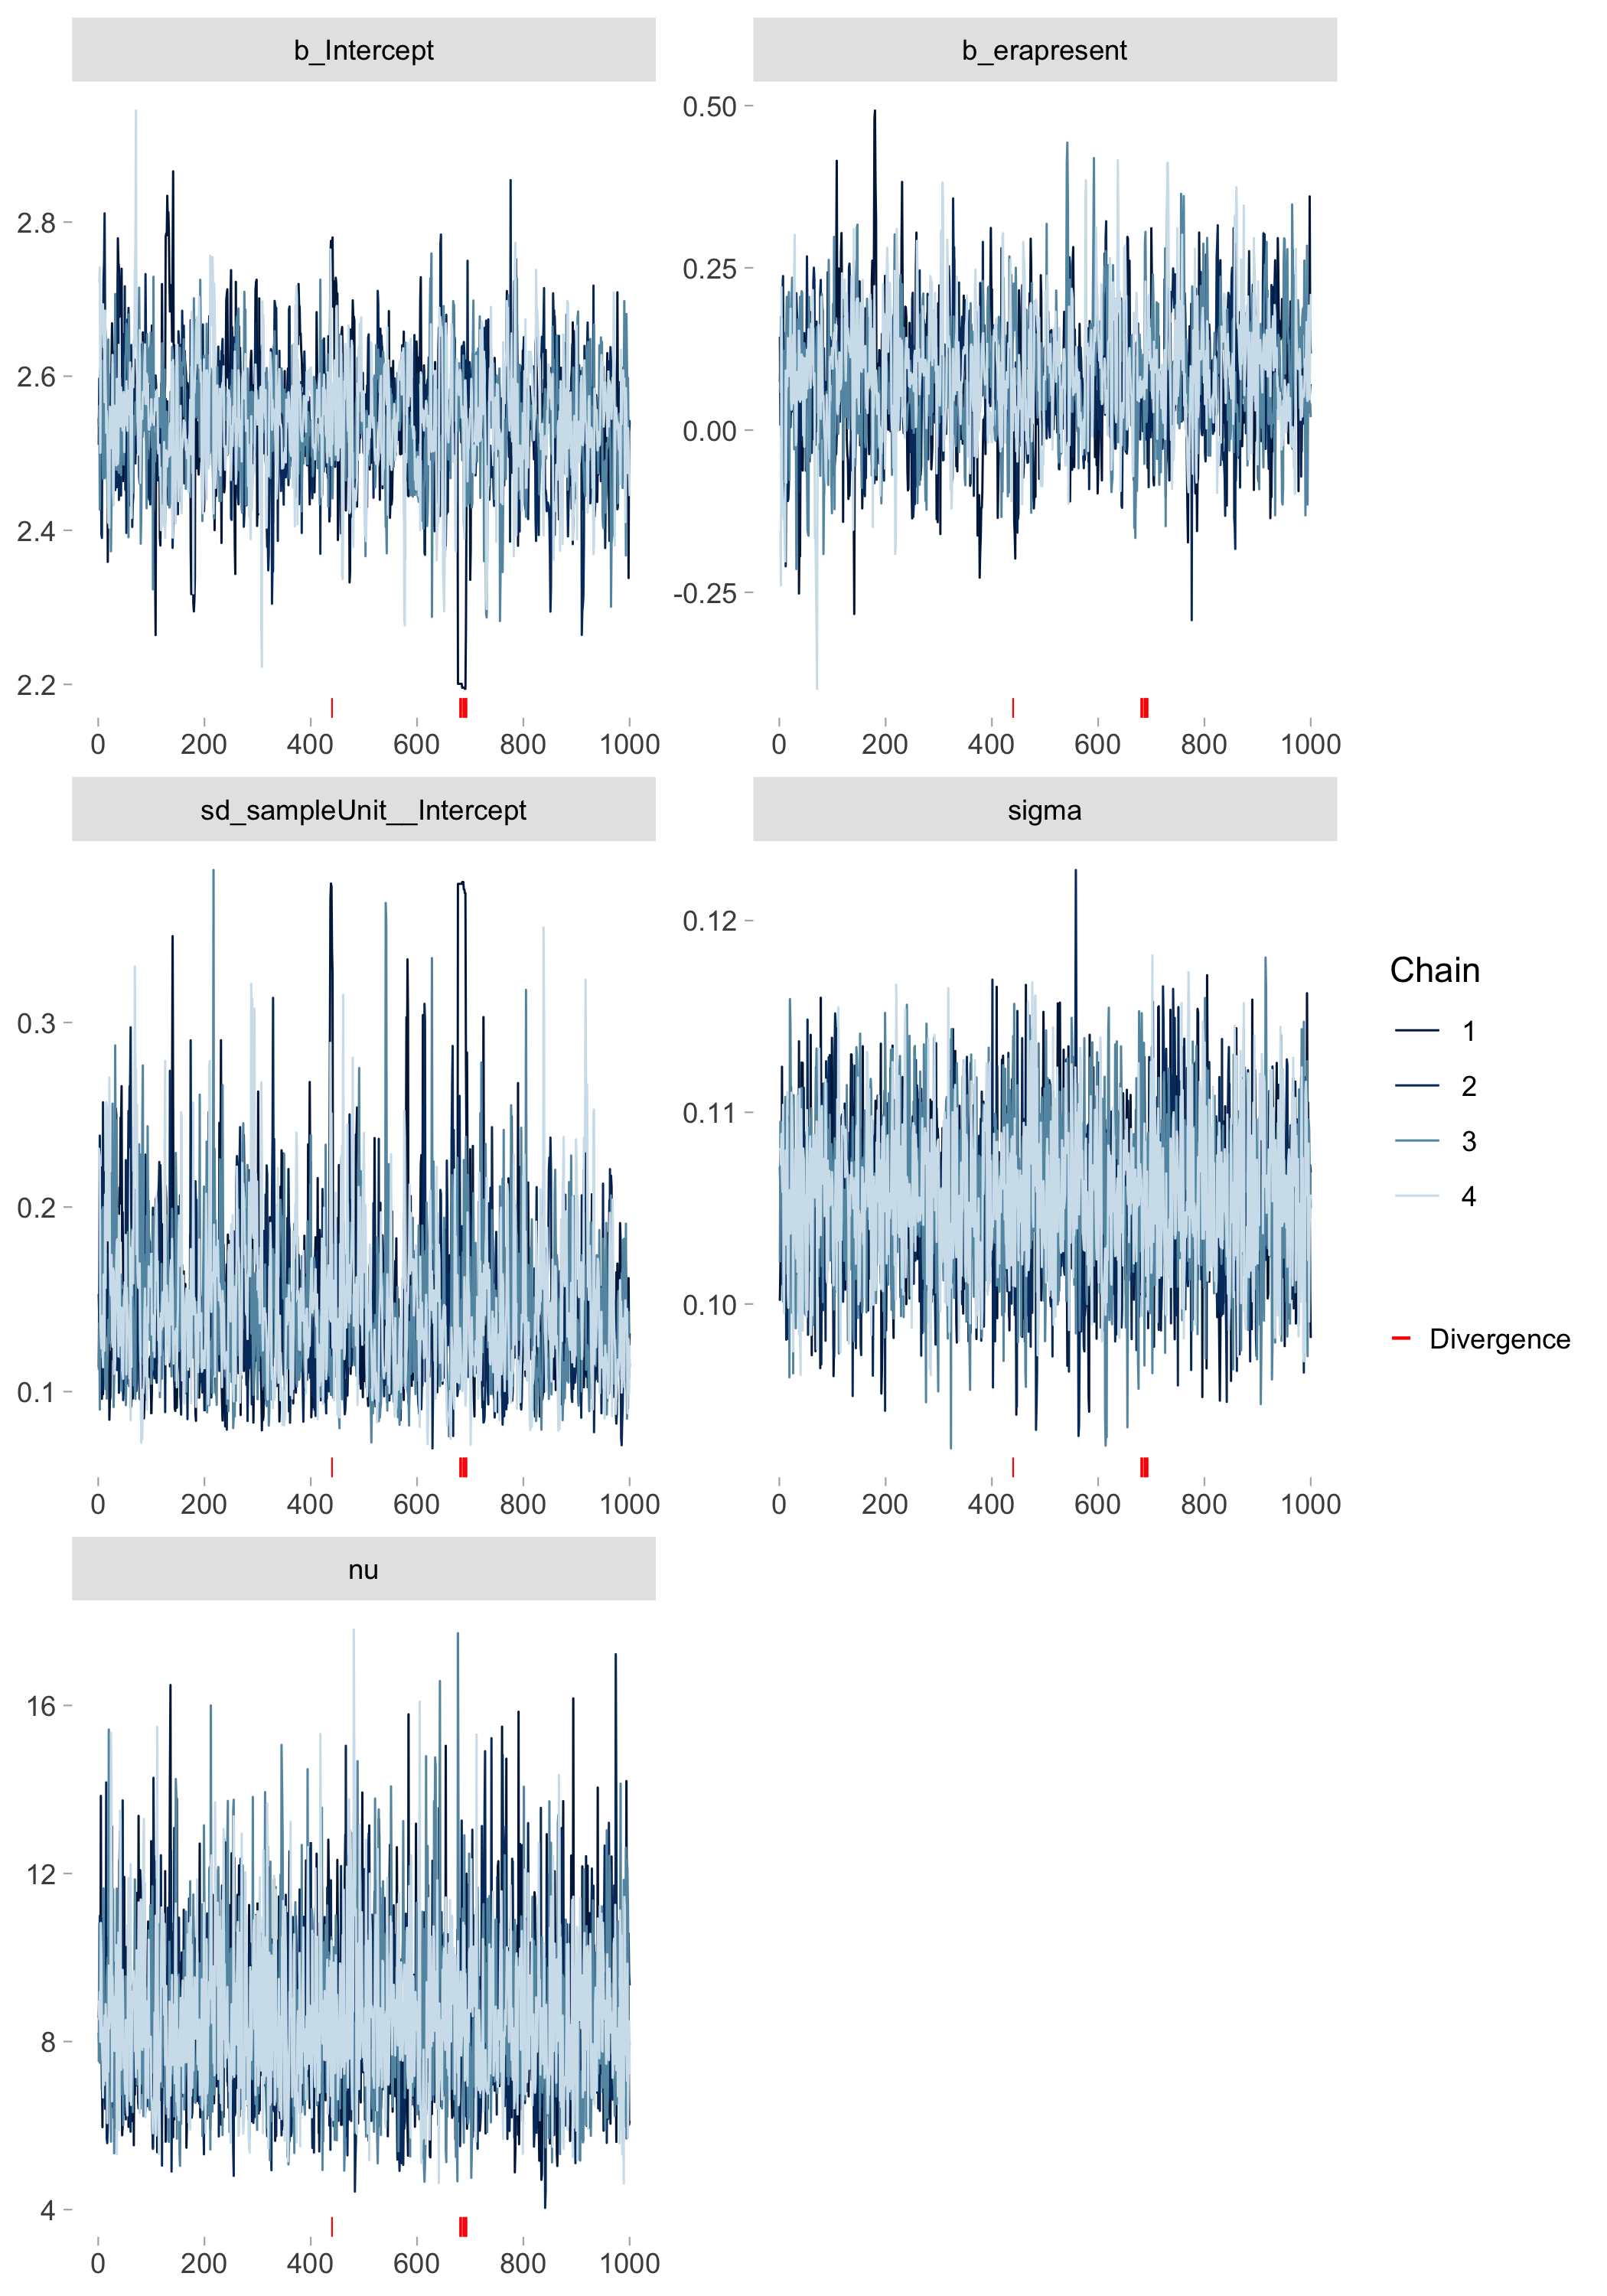 b_Intercept b_erapresent
0.50
2.8
0.25
2.6
0.00
2.4
-0.25
2.2
0 200 400 600 800 1000 0 200 400 600 800 1000
sd_sampleUnit__Intercept sigma
0.12
0.3
0.11
0.2
0.10
0.1
0 200 400 600 800 1000 0 200 400 600 800 1000
nu
16
12
8
4
0 200 400 600 800 1000
Chain
1
2
3
4
Divergence